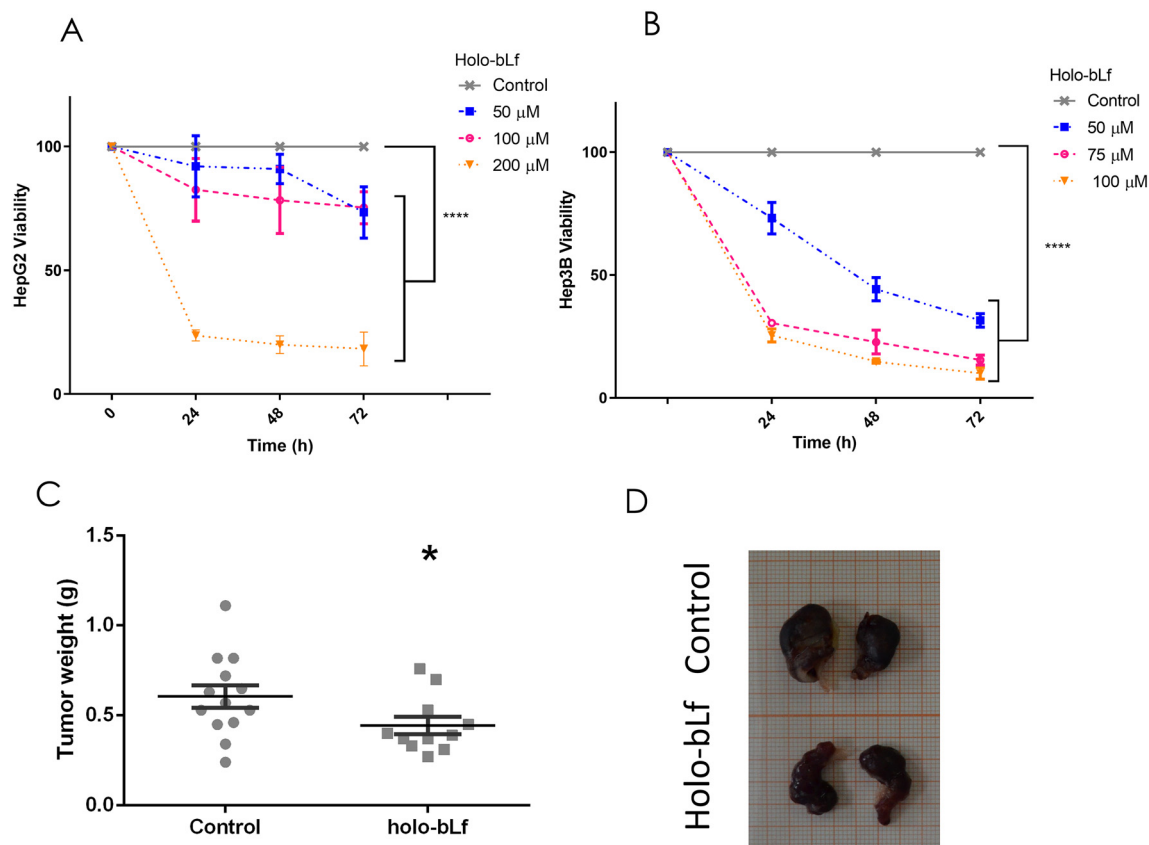 A
Holo-bLf
Control
50 μM
100 μM
200 μM
HepG2 Viability
100
50
0
****
0
24
48
72
Time (h)
B
Holo-bLf
Control
50 μM
75 μM
100 μM
Hep3B Viability
100
50
0
****
24
48
72
Time (h)
C
Tumor weight (g)
1.5
1.0
0.5
0.0
*
Control
holo-bLf
D
Control
Holo-bLf